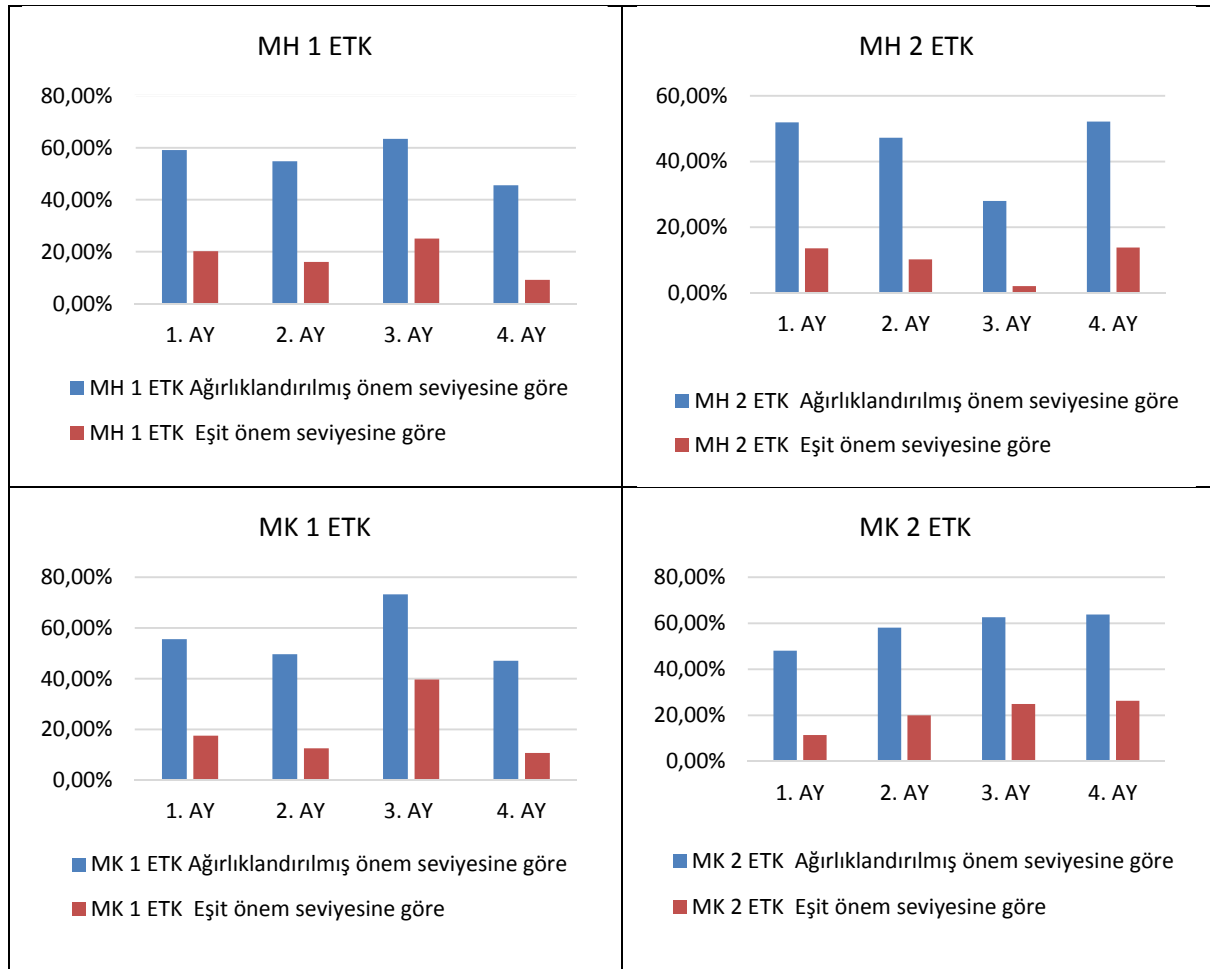 MH 1 ETK
80,00%
60,00%
40,00%
20,00%
0,00%
1. AY 2. AY 3. AY 4. AY
MH 1 ETK Ağırlıklandırılmış önem seviyesine göre
MH 1 ETK Eşit önem seviyesine göre
MH 2 ETK
60,00%
40,00%
20,00%
0,00%
1. AY 2. AY 3. AY 4. AY
MH 2 ETK Ağırlıklandırılmış önem seviyesine göre
MH 2 ETK Eşit önem seviyesine göre
MK 1 ETK
80,00%
60,00%
40,00%
20,00%
0,00%
1. AY 2. AY 3. AY 4. AY
MK 1 ETK Ağırlıklandırılmış önem seviyesine göre
MK 1 ETK Eşit önem seviyesine göre
MK 2 ETK
80,00%
60,00%
40,00%
20,00%
0,00%
1. AY 2. AY 3. AY 4. AY
MK 2 ETK Ağırlıklandırılmış önem seviyesine göre
MK 2 ETK Eşit önem seviyesine göre